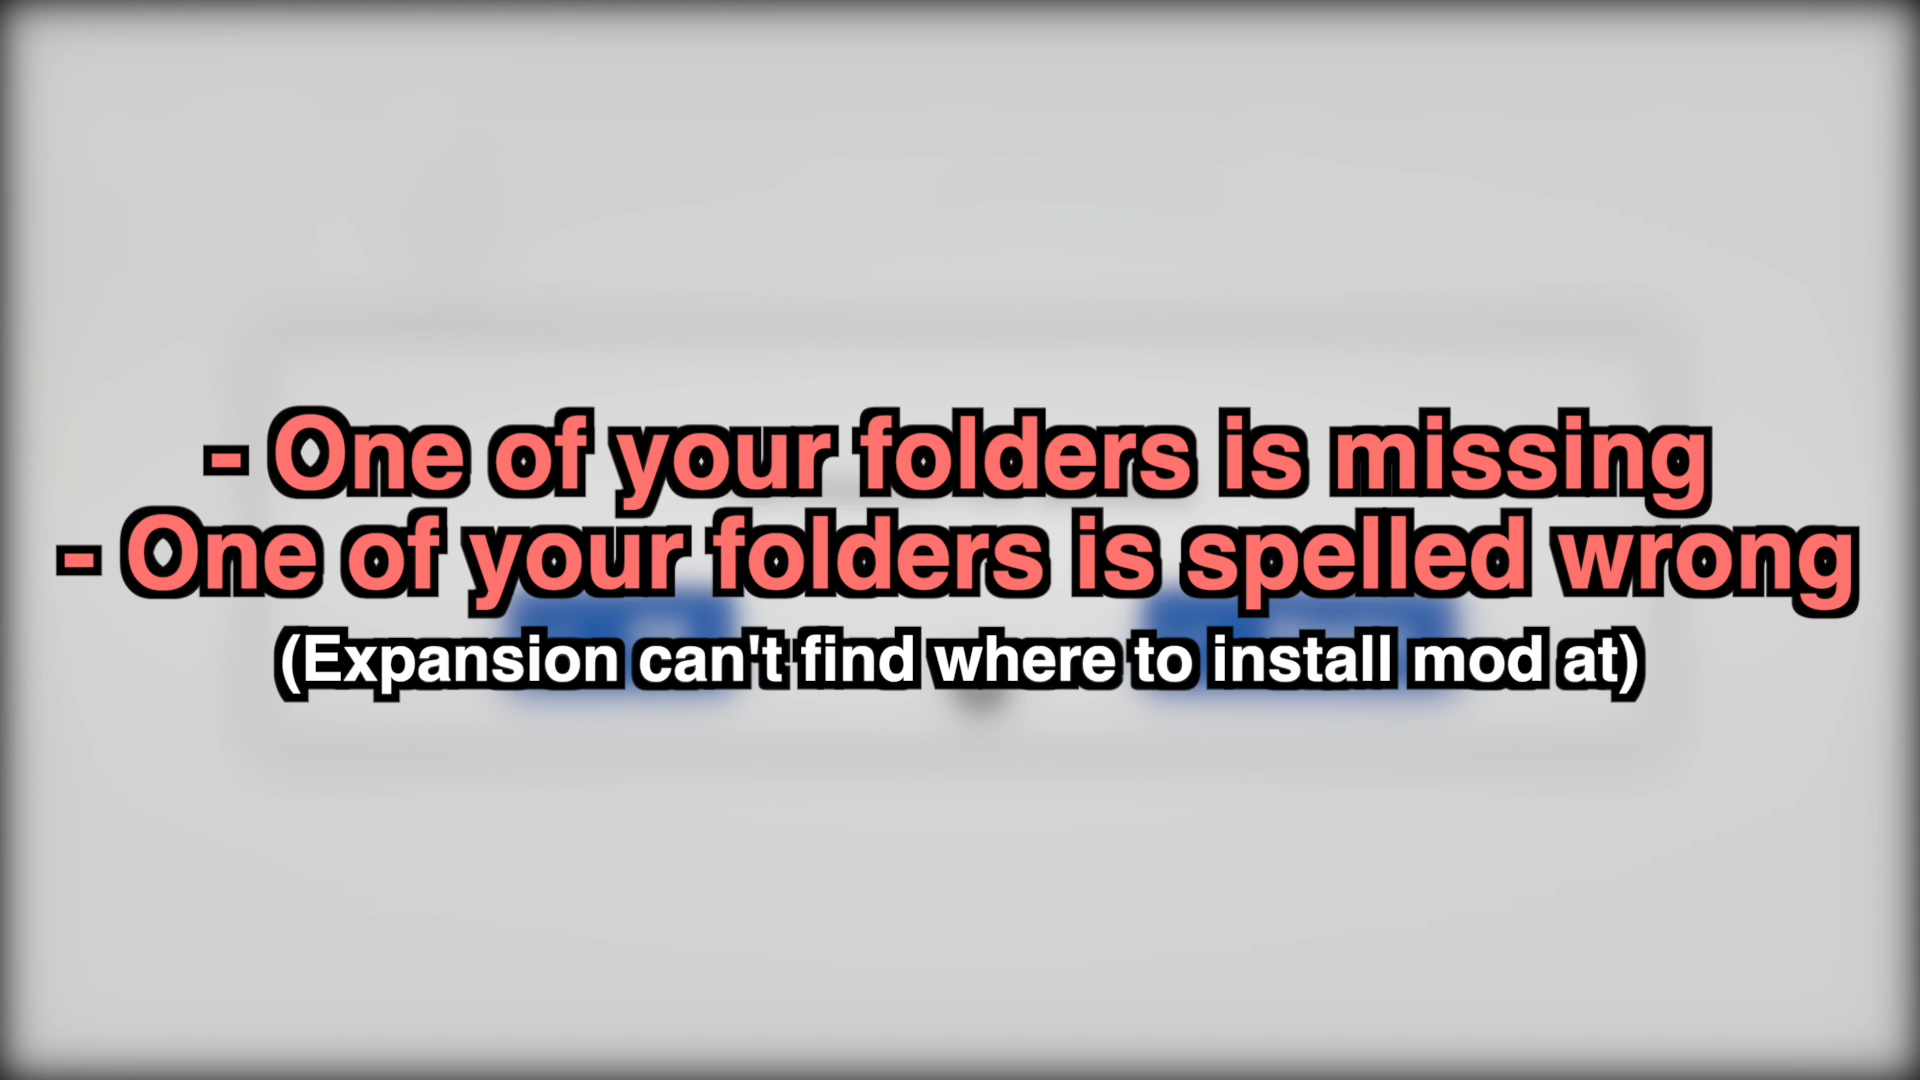 - One of your folders is missing
- One of your folders is spelled wrong
(Expansion can't find where to install mod at)